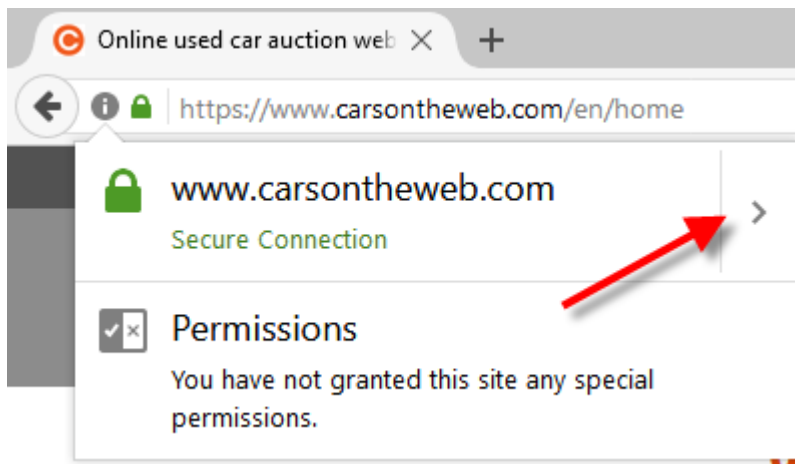 Online used car auction web
https://www.carsontheweb.com/en/home
www.carsontheweb.com
Secure Connection
Permissions
You have not granted this site any special
permissions.